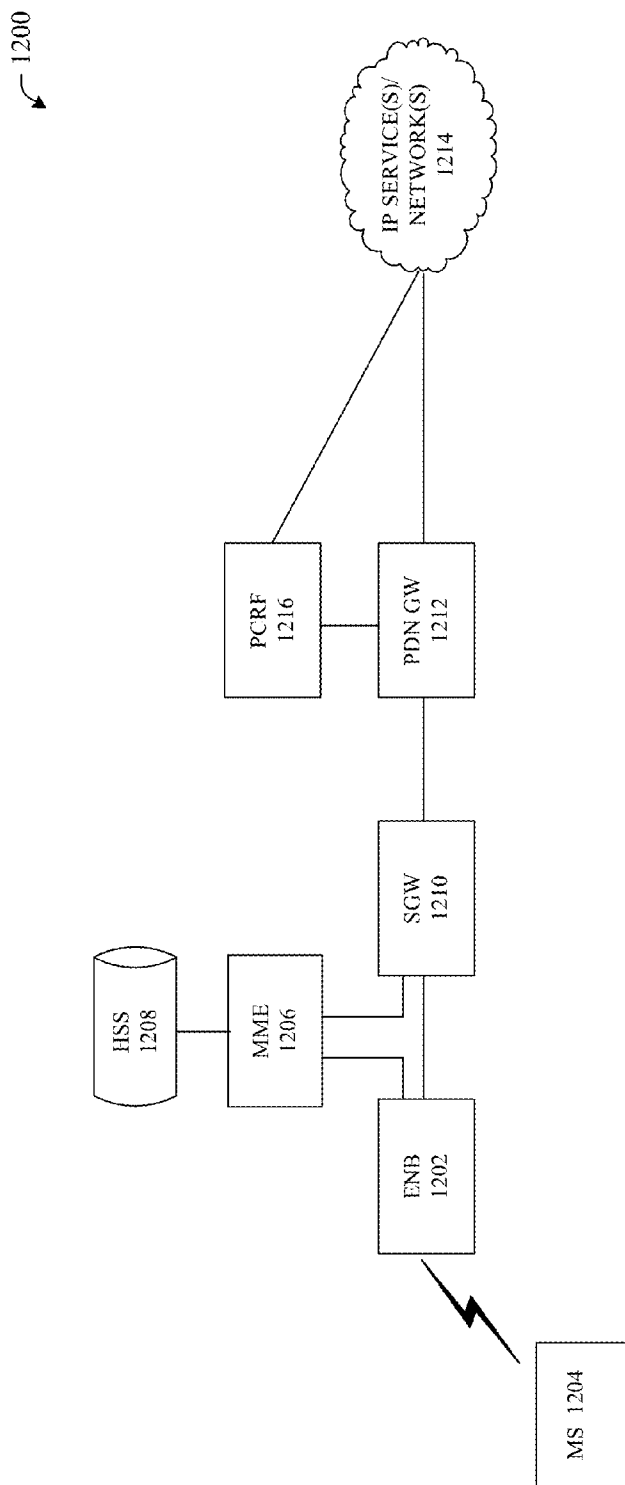 1200
HSS
1208
MME
1206
PCRF
1216
IP SERVICE(S)/
NETWORK(S)
1214
ENB
1202
SGW
1210
PDN GW
1212
MS 1204